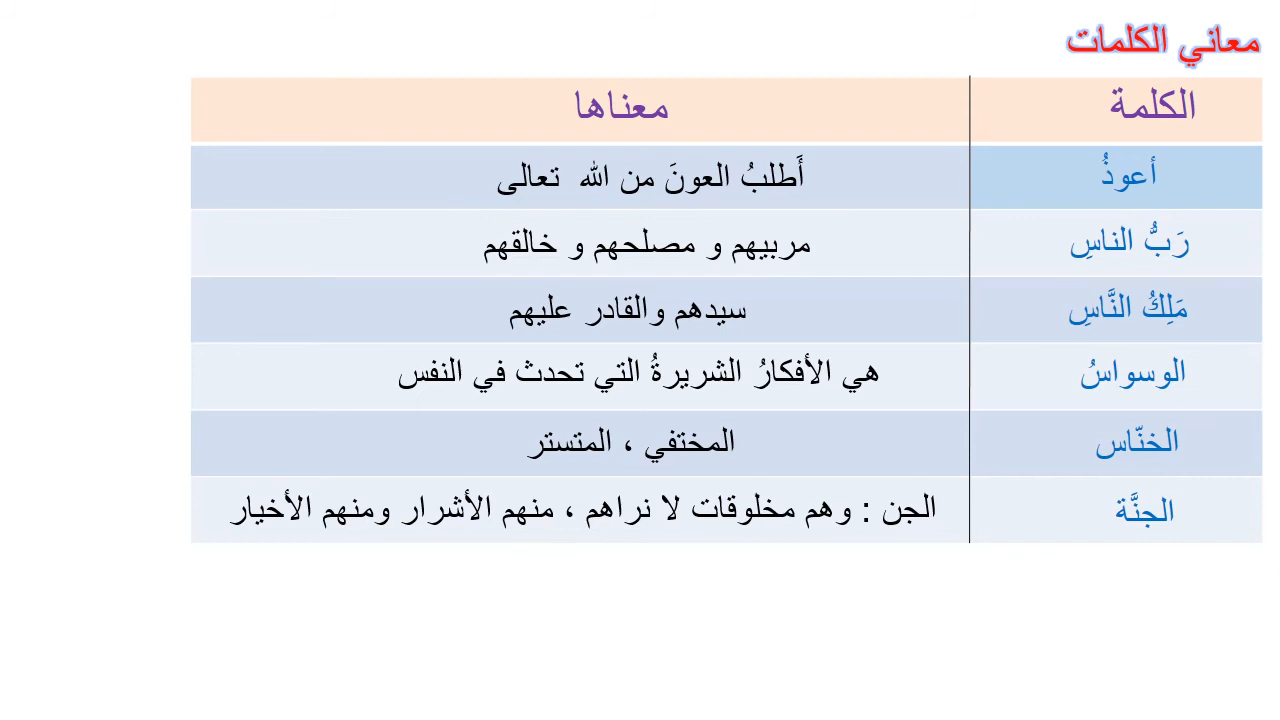 معاني الكلمات
الكلمة معناها
أعوذُ أَطلبُ العونَ من الله تعالى
رَبُّ الناسِ مربيهم و مصلحهم و خالقهم
مَلِكُ النَّاسِ سيدهم والقادر عليهم
الوسواسُ هي الأفكارُ الشريرةُ التي تحدث في النفس
الخنّاس المختفي ، المتستر
الجنَّة الجن : وهم مخلوقات لا نراهم ، منهم الأشرار ومنهم الأخيار